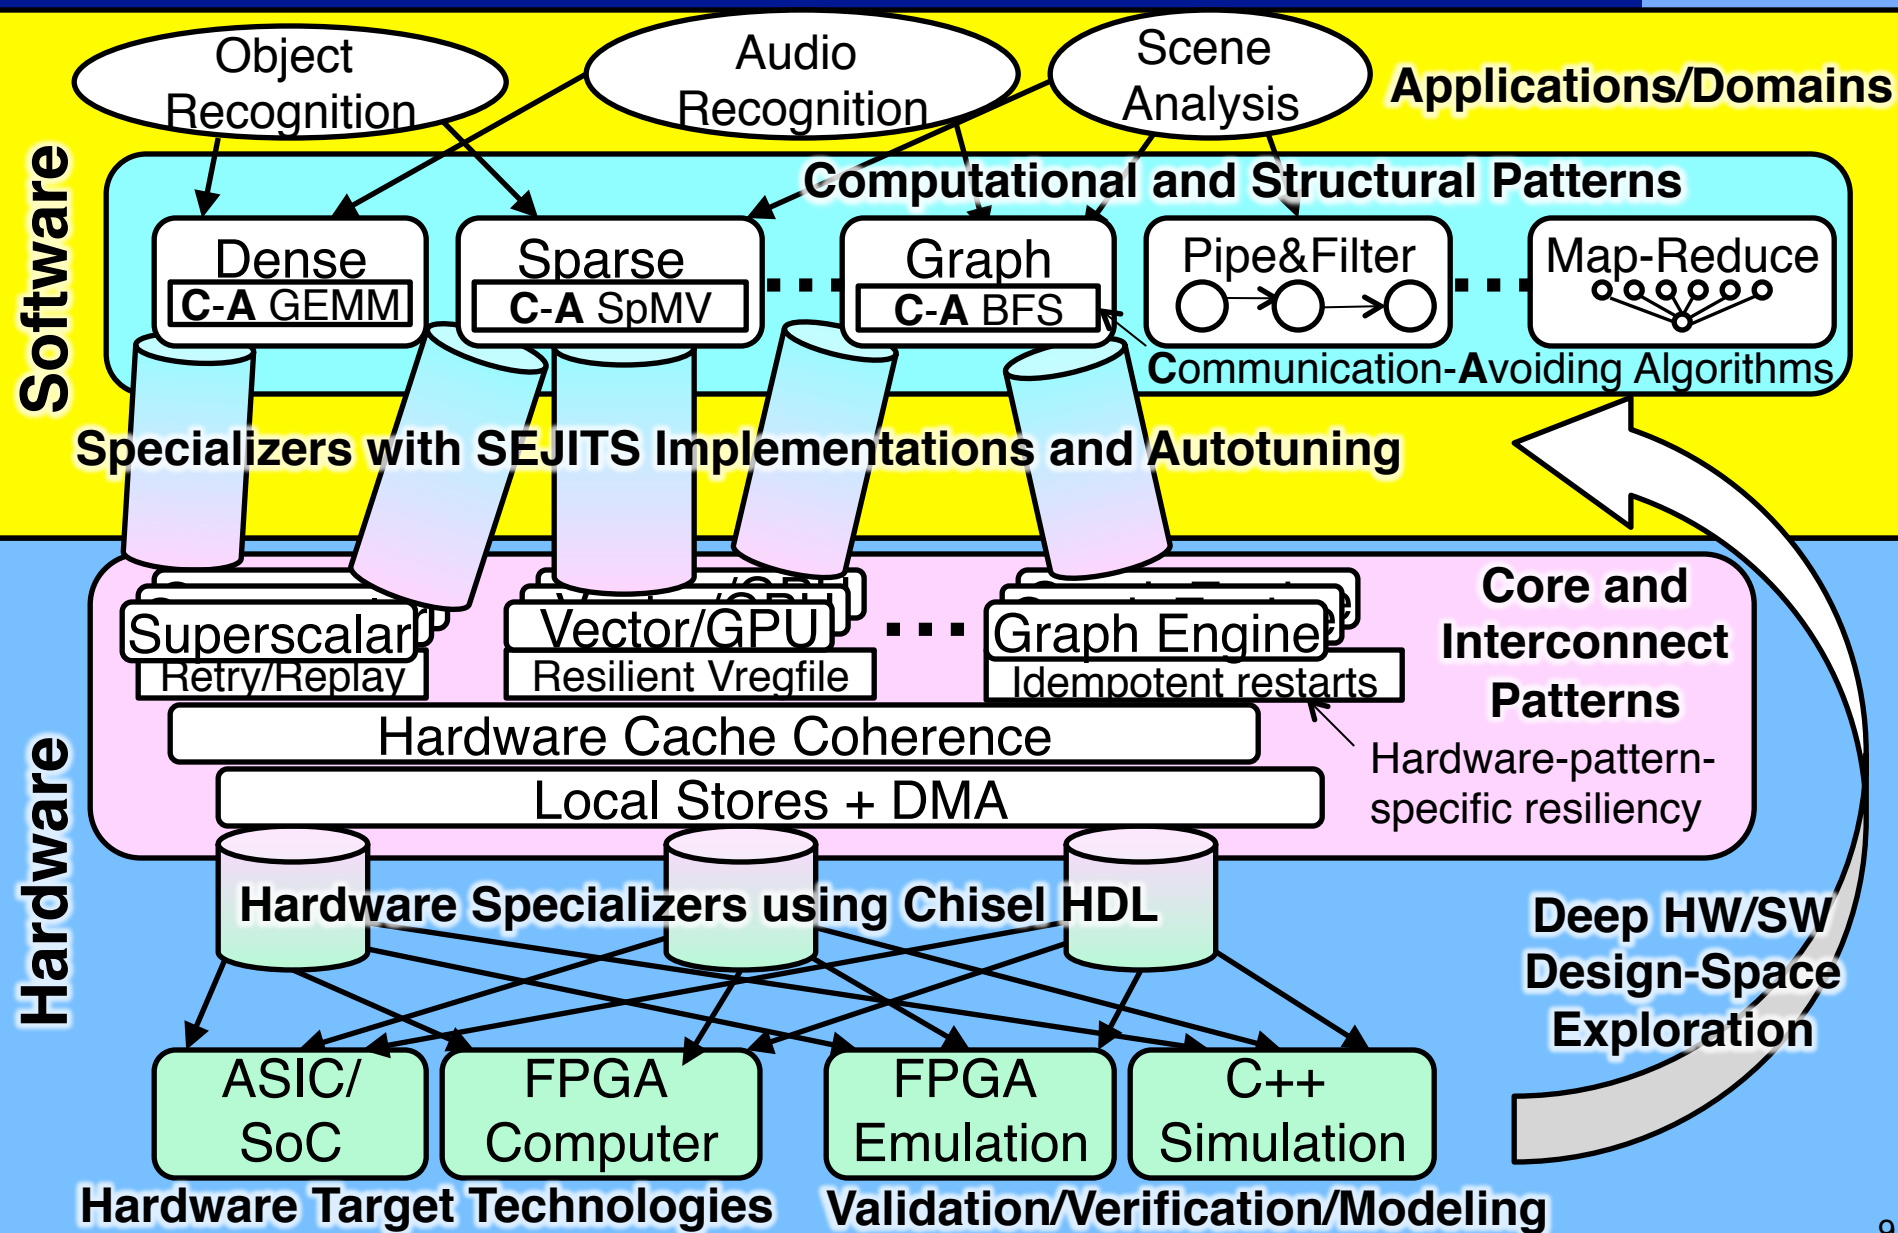 Object
Recognition
Audio
Recognition
Scene
Analysis
Applications/Domains
Software
Computational and Structural Patterns
Dense
C-A GEMM
Sparse
C-A SpMV
...
Graph
C-A BFS
Pipe&Filter
...
Map-Reduce
Communication-Avoiding Algorithms
Specializers with SEJITS Implementations and Autotuning
Hardware
Superscalar
Retry/Replay
Vector/GPU
Resilient Vregfile
...
Graph Engine
Idempotent restarts
Core and
Interconnect
Patterns
Hardware Cache Coherence
Local Stores + DMA
Hardware-pattern-
specific resiliency
Hardware Specializers using Chisel HDL
Deep HW/SW
Design-Space
Exploration
ASIC/
SoC
FPGA
Computer
FPGA
Emulation
C++
Simulation
Hardware Target Technologies
Validation/Verification/Modeling
9